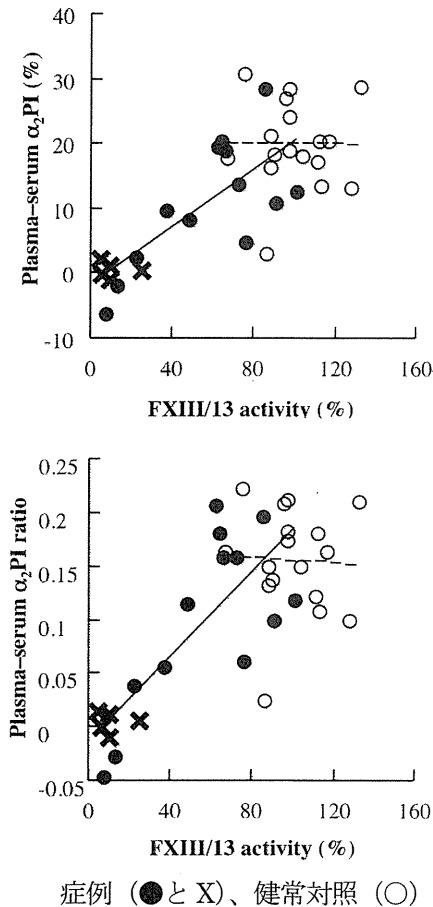 40
30
20
10
0
-10
Plasma–serum α₂PI (%)
0 40 80 120 160
FXIII/13 activity (%)
0.25
0.2
0.15
0.1
0.05
0
-0.05
Plasma–serum α₂PI ratio
0 40 80 120 160
FXIII/13 activity (%)
症例（●とX）、健常対照（○）